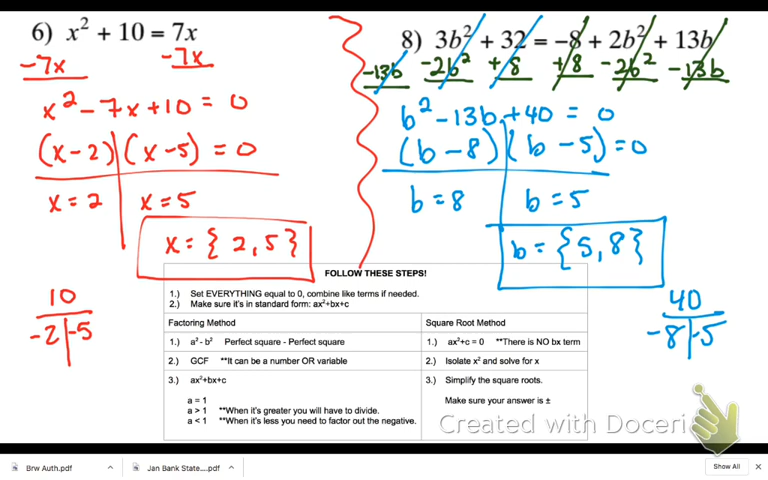 6) x² + 10 = 7x
-7x -7x
x² - 7x + 10 = 0
(x-2) (x-5) = 0
x = 2 x = 5
x = { 2, 5 }
10
-2 -5
8) 3b² + 32 = -8 + 2b² + 13b
-13b -2b² +8 +8 -2b² -13b
b² - 13b + 40 = 0
(b - 8) (b - 5) = 0
b = 8 b = 5
b = { 5, 8 }
40
-8 -5
FOLLOW THESE STEPS!
1.) Set EVERYTHING equal to 0, combine like terms if needed.
2.) Make sure it's in standard form: ax²+bx+c
Factoring Method
1.) a² - b² Perfect square - Perfect square
2.) GCF **It can be a number OR variable
3.) ax²+bx+c
a = 1
a > 1 **When it's greater you will have to divide.
a < 1 **When it's less you need to factor out the negative.
Square Root Method
1.) ax²+c = 0 **There is NO bx term
2.) Isolate x² and solve for x
3.) Simplify the square roots.
Make sure your answer is ±
Created with Doceri
Brw Auth.pdf
Jan Bank State....pdf
Show All